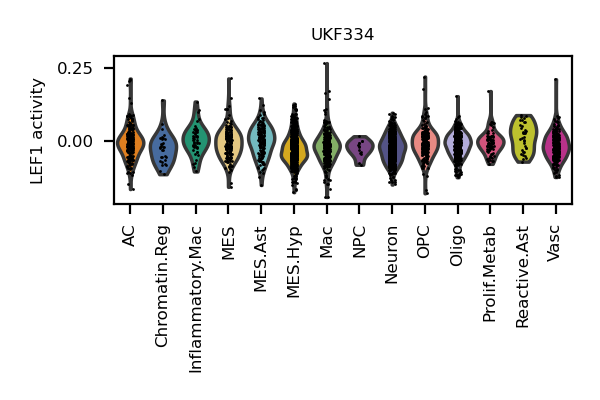 UKF334
LEF1 activity
0.25
0.00
AC
Chromatin.Reg
Inflammatory.Mac
MES
MES.Ast
MES.Hyp
Mac
NPC
Neuron
OPC
Oligo
Prolif.Metab
Reactive.Ast
Vasc